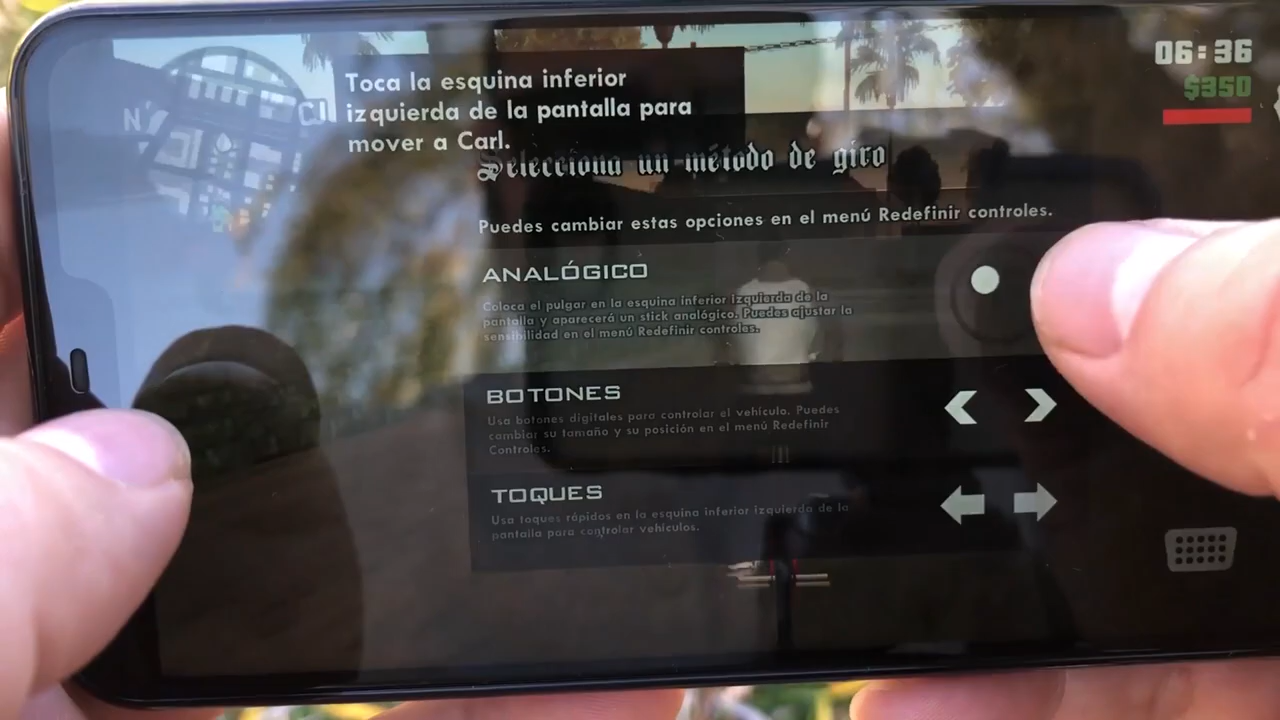 Toca la esquina inferior
izquierda de la pantalla para
mover a Carl.
N
06:36
$350
Selecciona un método de giro
Puedes cambiar estas opciones en el menú Redefinir controles.
ANALÓGICO
Coloca el pulgar en la esquina inferior izquierda de la
pantalla y aparecerá un stick analógico. Puedes ajustar la
sensibilidad en el menú Redefinir controles.
BOTONES
Usa botones digitales para controlar el vehículo. Puedes
cambiar su tamaño y su posición en el menú Redefinir
Controles.
TOQUES
Usa toques rápidos en la esquina inferior izquierda de la
pantalla para controlar vehículos.